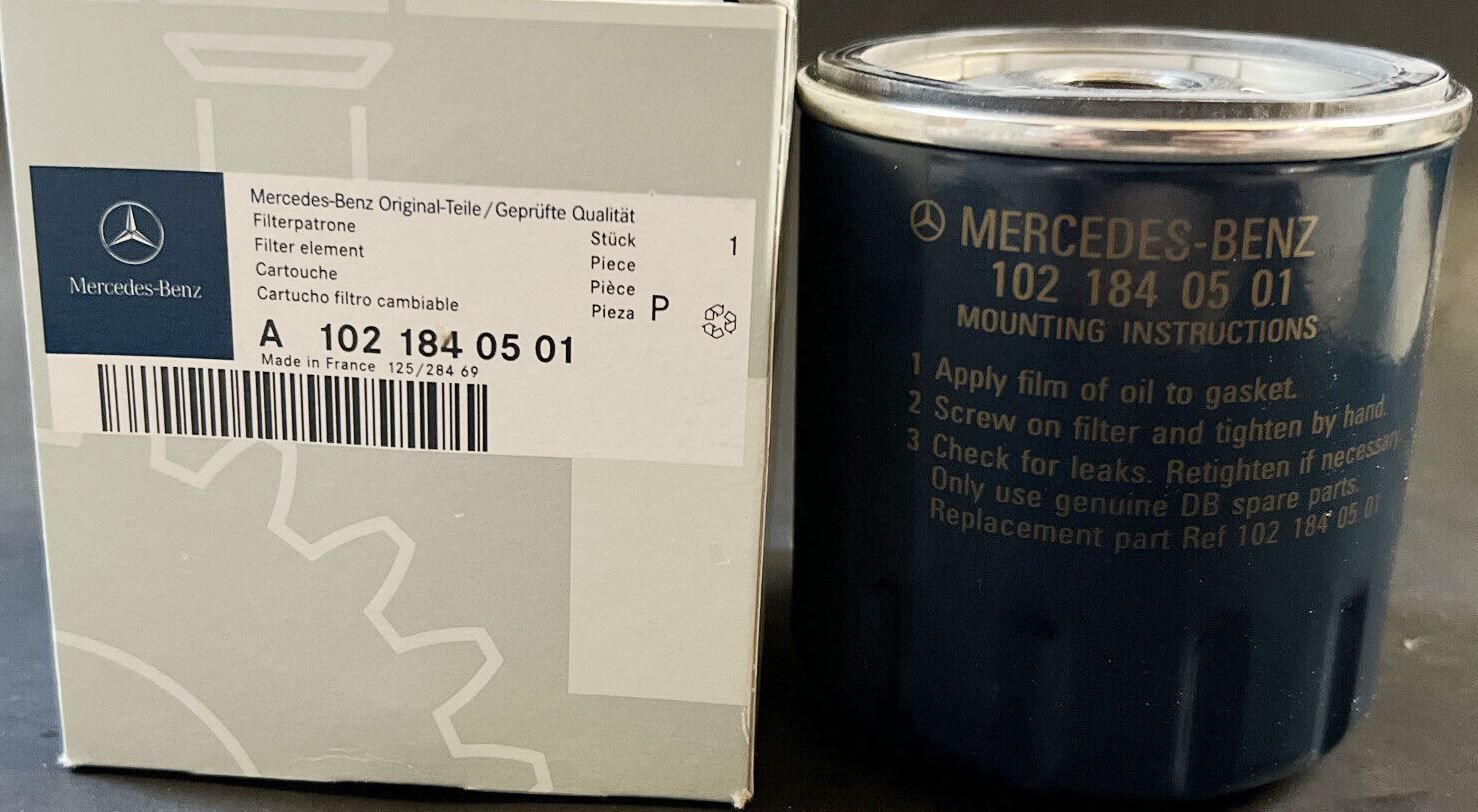 Mercedes-Benz
Mercedes-Benz Original-Teile/Geprüfte Qualität
Filterpatrone
Filter element
Cartouche
Cartucho filtro cambiable
Stück 1
Piece
Pièce
Pieza P
A 102 184 05 01
Made in France 125/284 69
MERCEDES-BENZ
102 184 05 01
MOUNTING INSTRUCTIONS
1 Apply film of oil to gasket.
2 Screw on filter and tighten by hand.
3 Check for leaks. Retighten if necessary.
Only use genuine DB spare parts.
Replacement part Ref 102 184 05 01